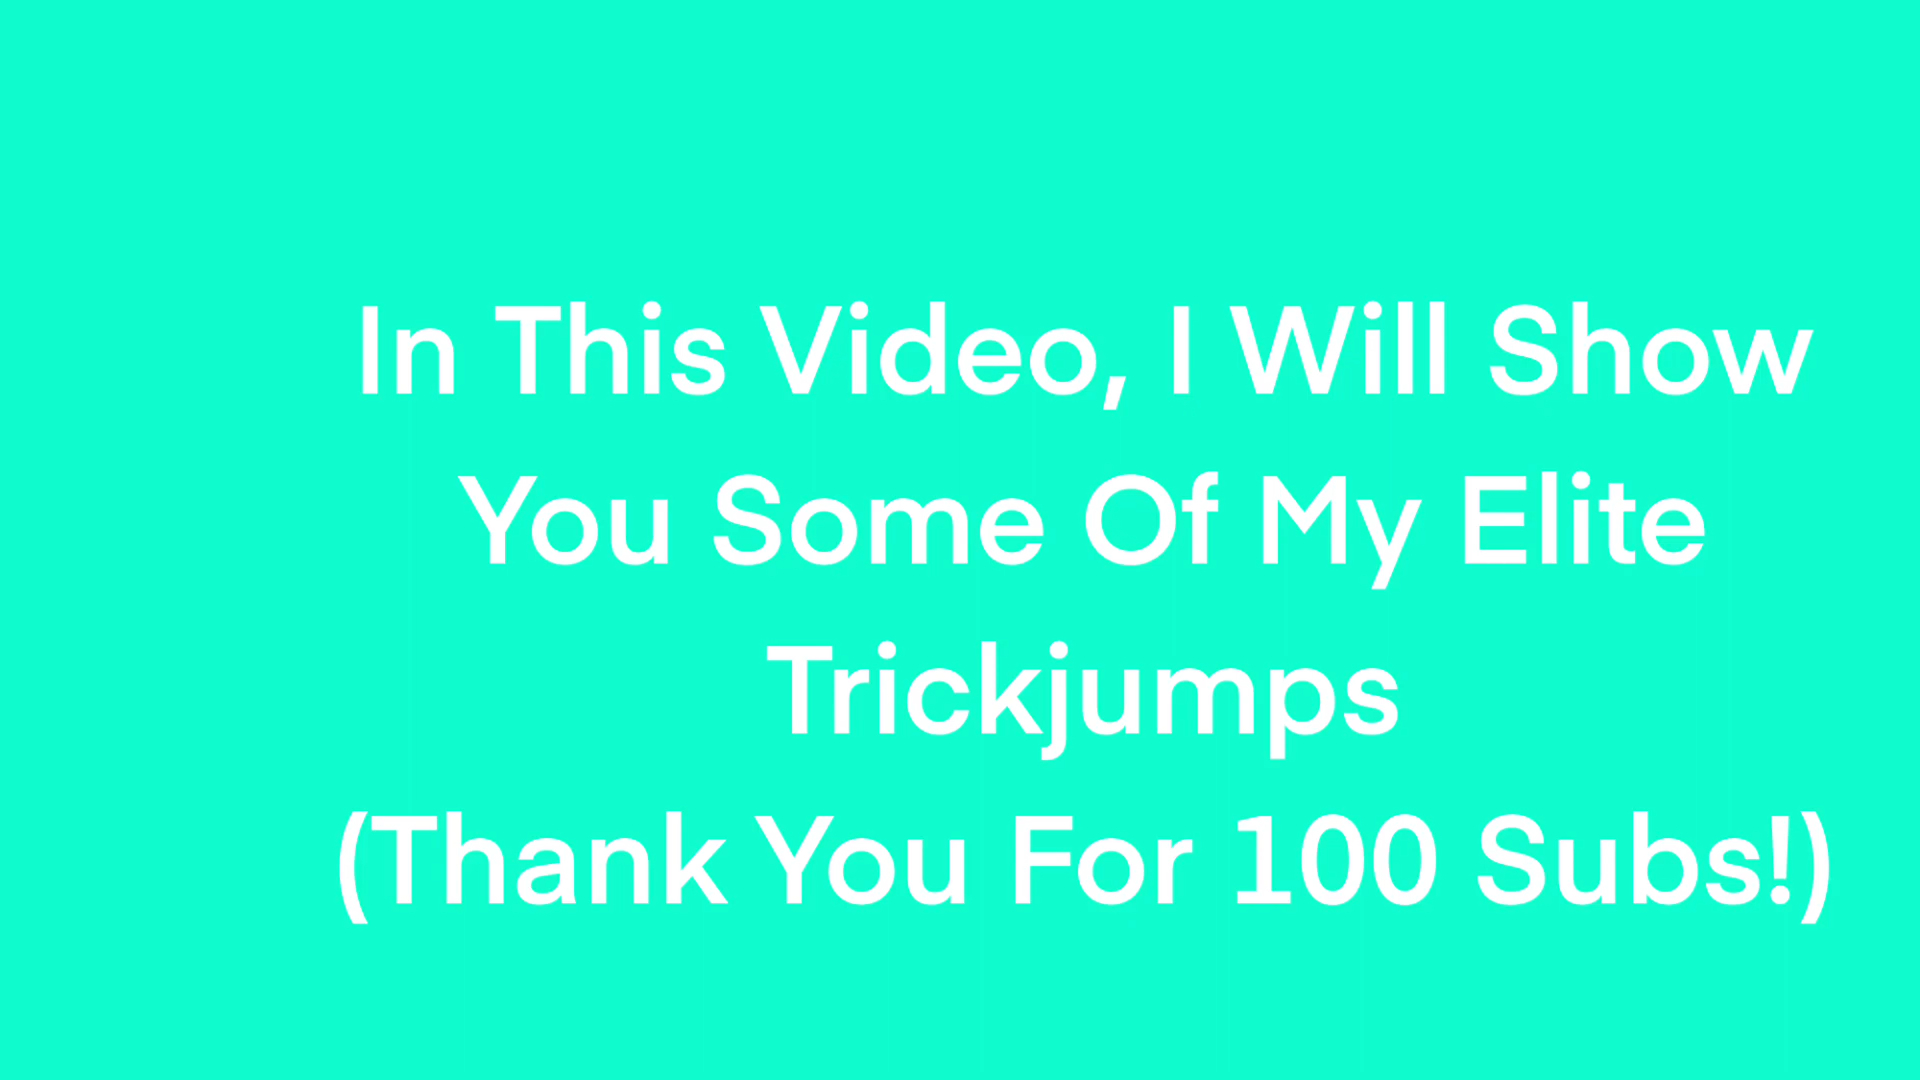 In This Video, I Will Show
You Some Of My Elite
Trickjumps
(Thank You For 100 Subs!)